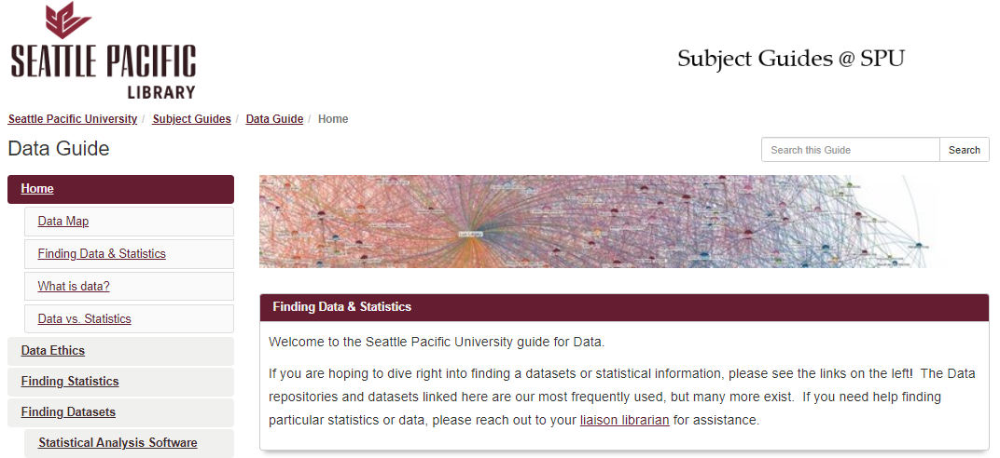 SEATTLE PACIFIC
LIBRARY
Subject Guides @ SPU
Seattle Pacific University / Subject Guides / Data Guide / Home
Data Guide
Search this Guide
Search
Home
Data Map
Finding Data & Statistics
What is data?
Data vs. Statistics
Data Ethics
Finding Statistics
Finding Datasets
Statistical Analysis Software
Finding Data & Statistics
Welcome to the Seattle Pacific University guide for Data.
If you are hoping to dive right into finding a datasets or statistical information, please see the links on the left!  The Data
repositories and datasets linked here are our most frequently used, but many more exist.  If you need help finding
particular statistics or data, please reach out to your liaison librarian for assistance.